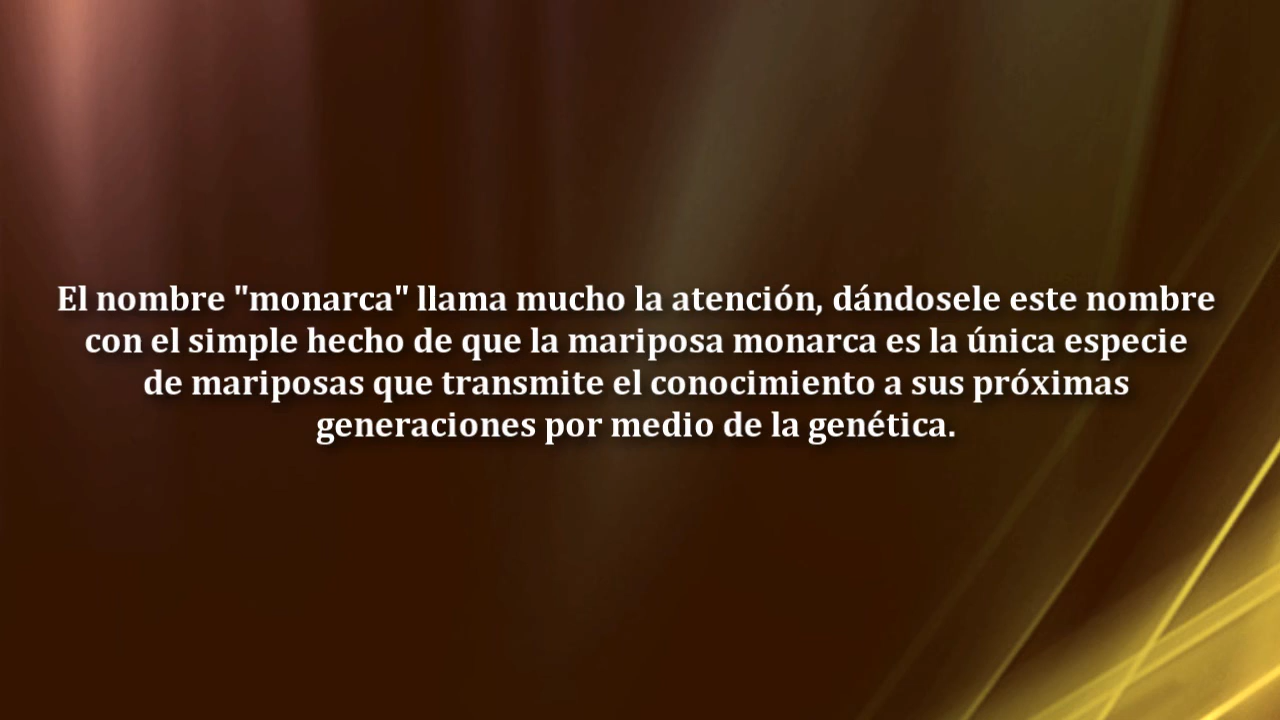 El nombre "monarca" llama mucho la atención, dándosele este nombre
con el simple hecho de que la mariposa monarca es la única especie
de mariposas que transmite el conocimiento a sus próximas
generaciones por medio de la genética.